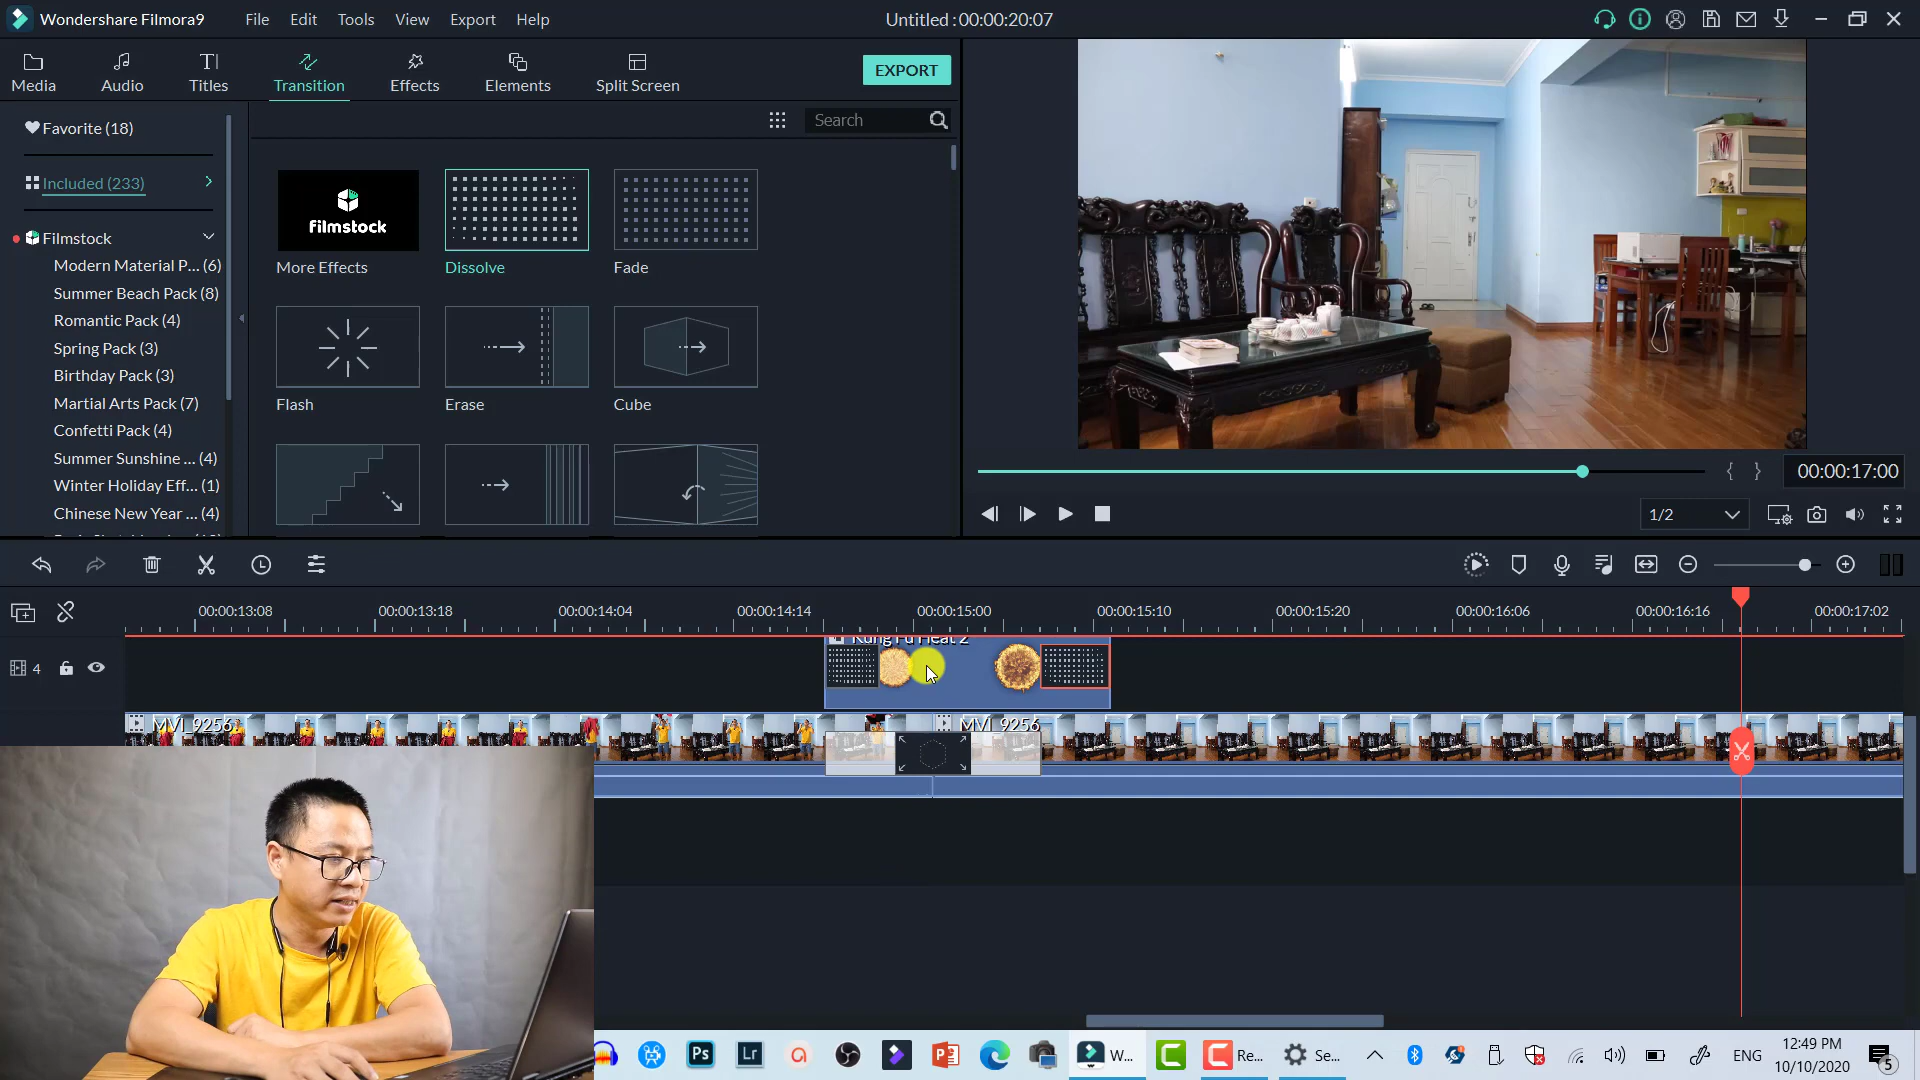 Wondershare Filmora9
File Edit Tools View Export Help
Untitled : 00:00:20:07
Media
Audio
Titles
Transition
Effects
Elements
Split Screen
EXPORT
Favorite (18)
Included (233)
Filmstock
Modern Material P... (6)
Summer Beach Pack (8)
Romantic Pack (4)
Spring Pack (3)
Birthday Pack (3)
Martial Arts Pack (7)
Confetti Pack (4)
Summer Sunshine ... (4)
Winter Holiday Eff... (1)
Chinese New Year ... (4)
Search
filmstock
More Effects
Dissolve
Fade
Flash
Erase
Cube
00:00:17:00
1/2
00:00:13:08
00:00:13:18
00:00:14:04
00:00:14:14
00:00:15:00
00:00:15:10
00:00:15:20
00:00:16:06
00:00:16:16
00:00:17:02
4
Kung Fu Heat 2
MVI_9256
MVI_9256
Ps
Lr
W...
Re...
Se...
ENG
12:49 PM
10/10/2020
5